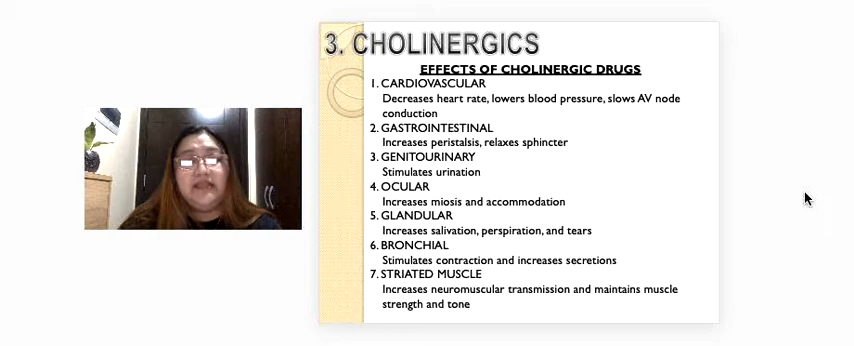 3. CHOLINERGICS
EFFECTS OF CHOLINERGIC DRUGS
1. CARDIOVASCULAR
Decreases heart rate, lowers blood pressure, slows AV node
conduction
2. GASTROINTESTINAL
Increases peristalsis, relaxes sphincter
3. GENITOURINARY
Stimulates urination
4. OCULAR
Increases miosis and accommodation
5. GLANDULAR
Increases salivation, perspiration, and tears
6. BRONCHIAL
Stimulates contraction and increases secretions
7. STRIATED MUSCLE
Increases neuromuscular transmission and maintains muscle
strength and tone